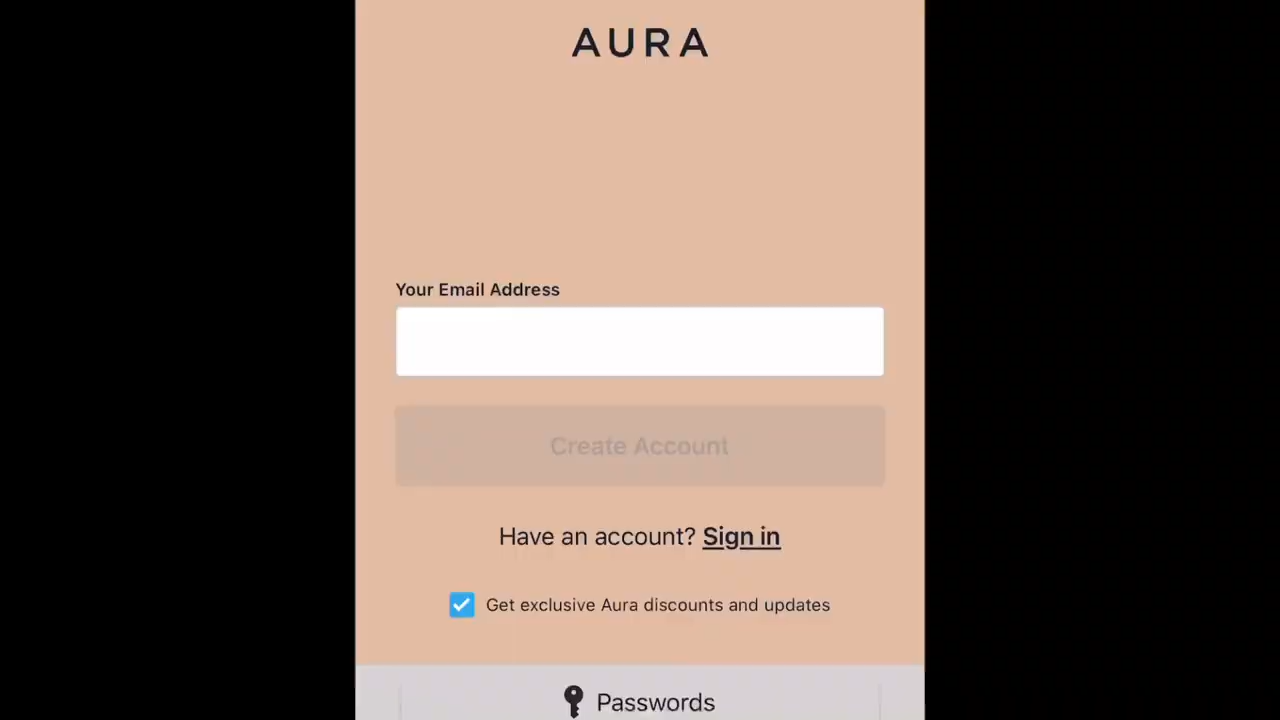 AURA
Your Email Address
Create Account
Have an account? Sign in
Get exclusive Aura discounts and updates
Passwords